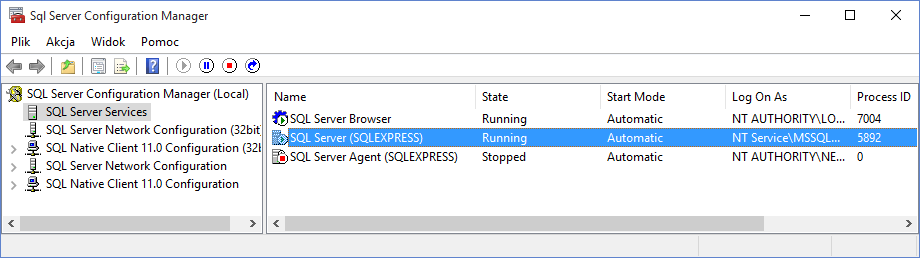 Sql Server Configuration Manager
Plik Akcja Widok Pomoc
SQL Server Configuration Manager (Local)
SQL Server Services
SQL Server Network Configuration (32bit
SQL Native Client 11.0 Configuration (32b
SQL Server Network Configuration
SQL Native Client 11.0 Configuration
Name State Start Mode Log On As Process ID
SQL Server Browser Running Automatic NT AUTHORITY\LO... 7004
SQL Server (SQLEXPRESS) Running Automatic NT Service\MSSQL... 5892
SQL Server Agent (SQLEXPRESS) Stopped Automatic NT AUTHORITY\NE... 0